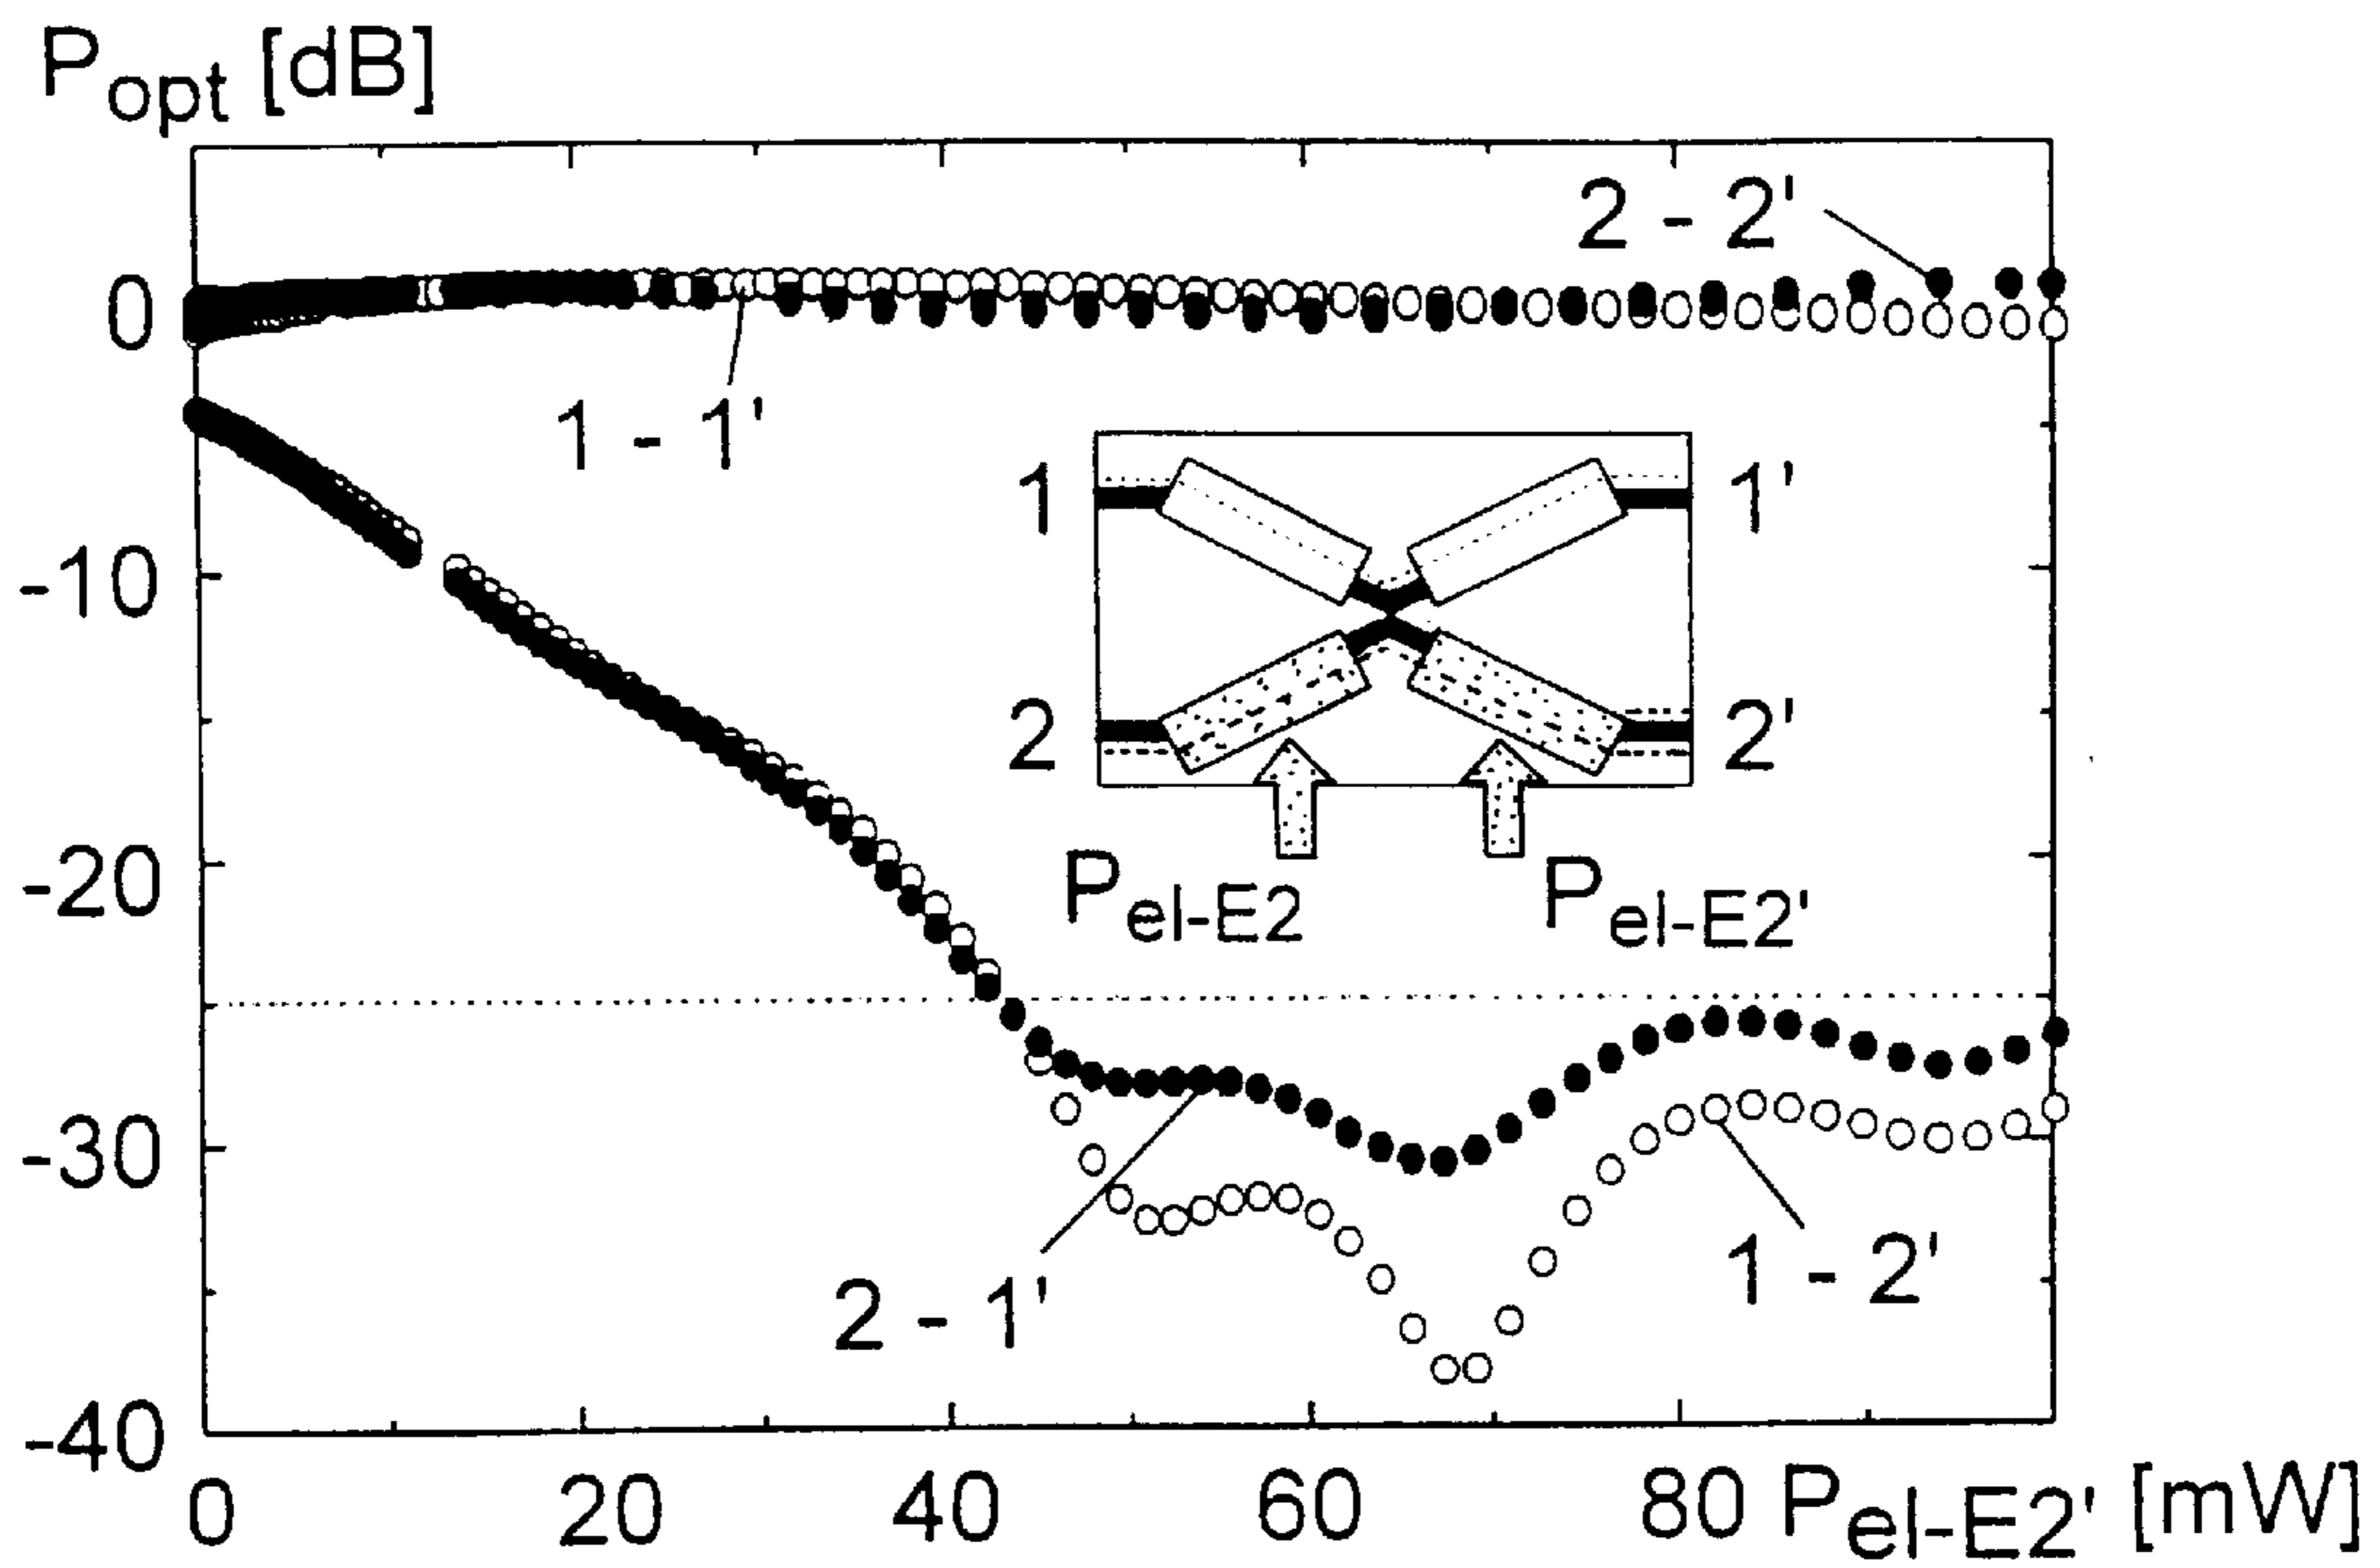 P_opt [dB]
2 - 2'
0
1 - 1'
1
1'
-10
2
2'
-20
P_el-E2
P_el-E2'
-30
2 - 1'
1 - 2'
-40
0
20
40
60
80
P_el-E2' [mW]